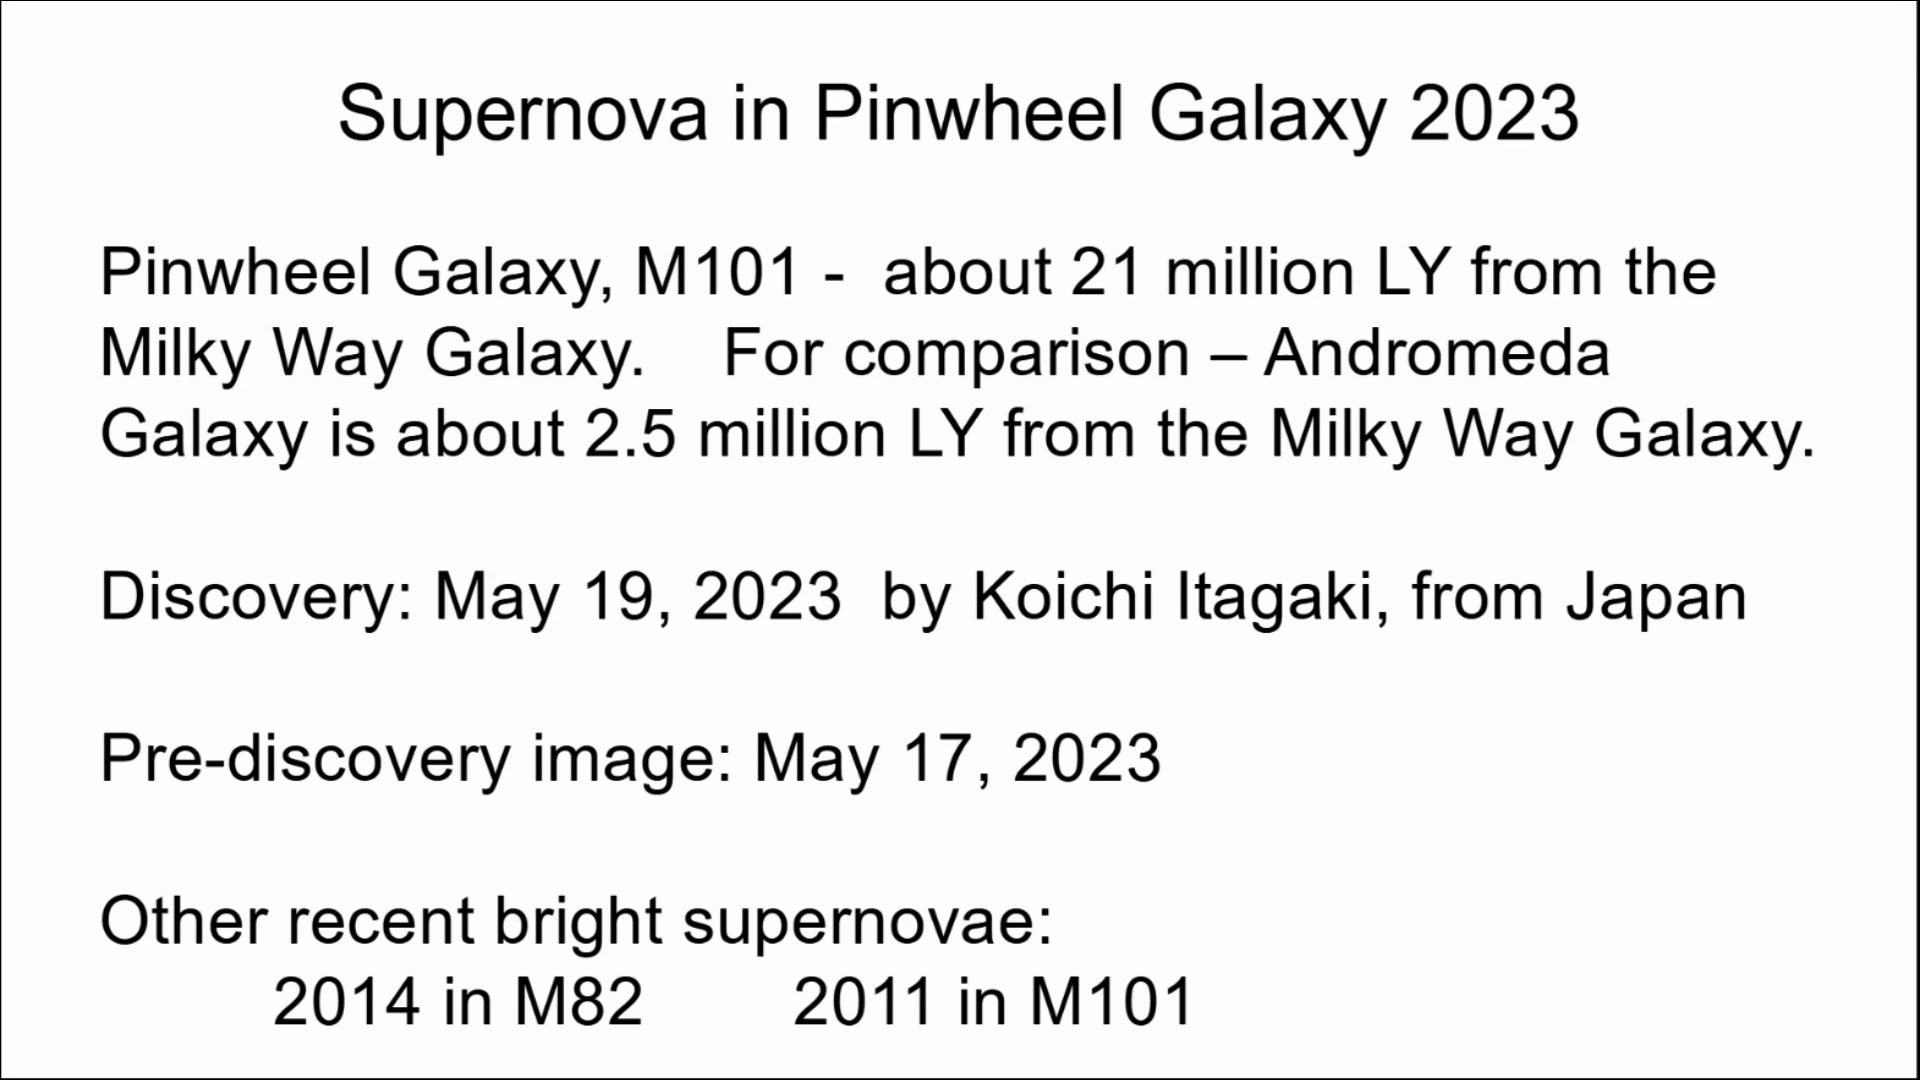 Supernova in Pinwheel Galaxy 2023
Pinwheel Galaxy, M101 - about 21 million LY from the
Milky Way Galaxy. For comparison – Andromeda
Galaxy is about 2.5 million LY from the Milky Way Galaxy.
Discovery: May 19, 2023 by Koichi Itagaki, from Japan
Pre-discovery image: May 17, 2023
Other recent bright supernovae:
2014 in M82 2011 in M101